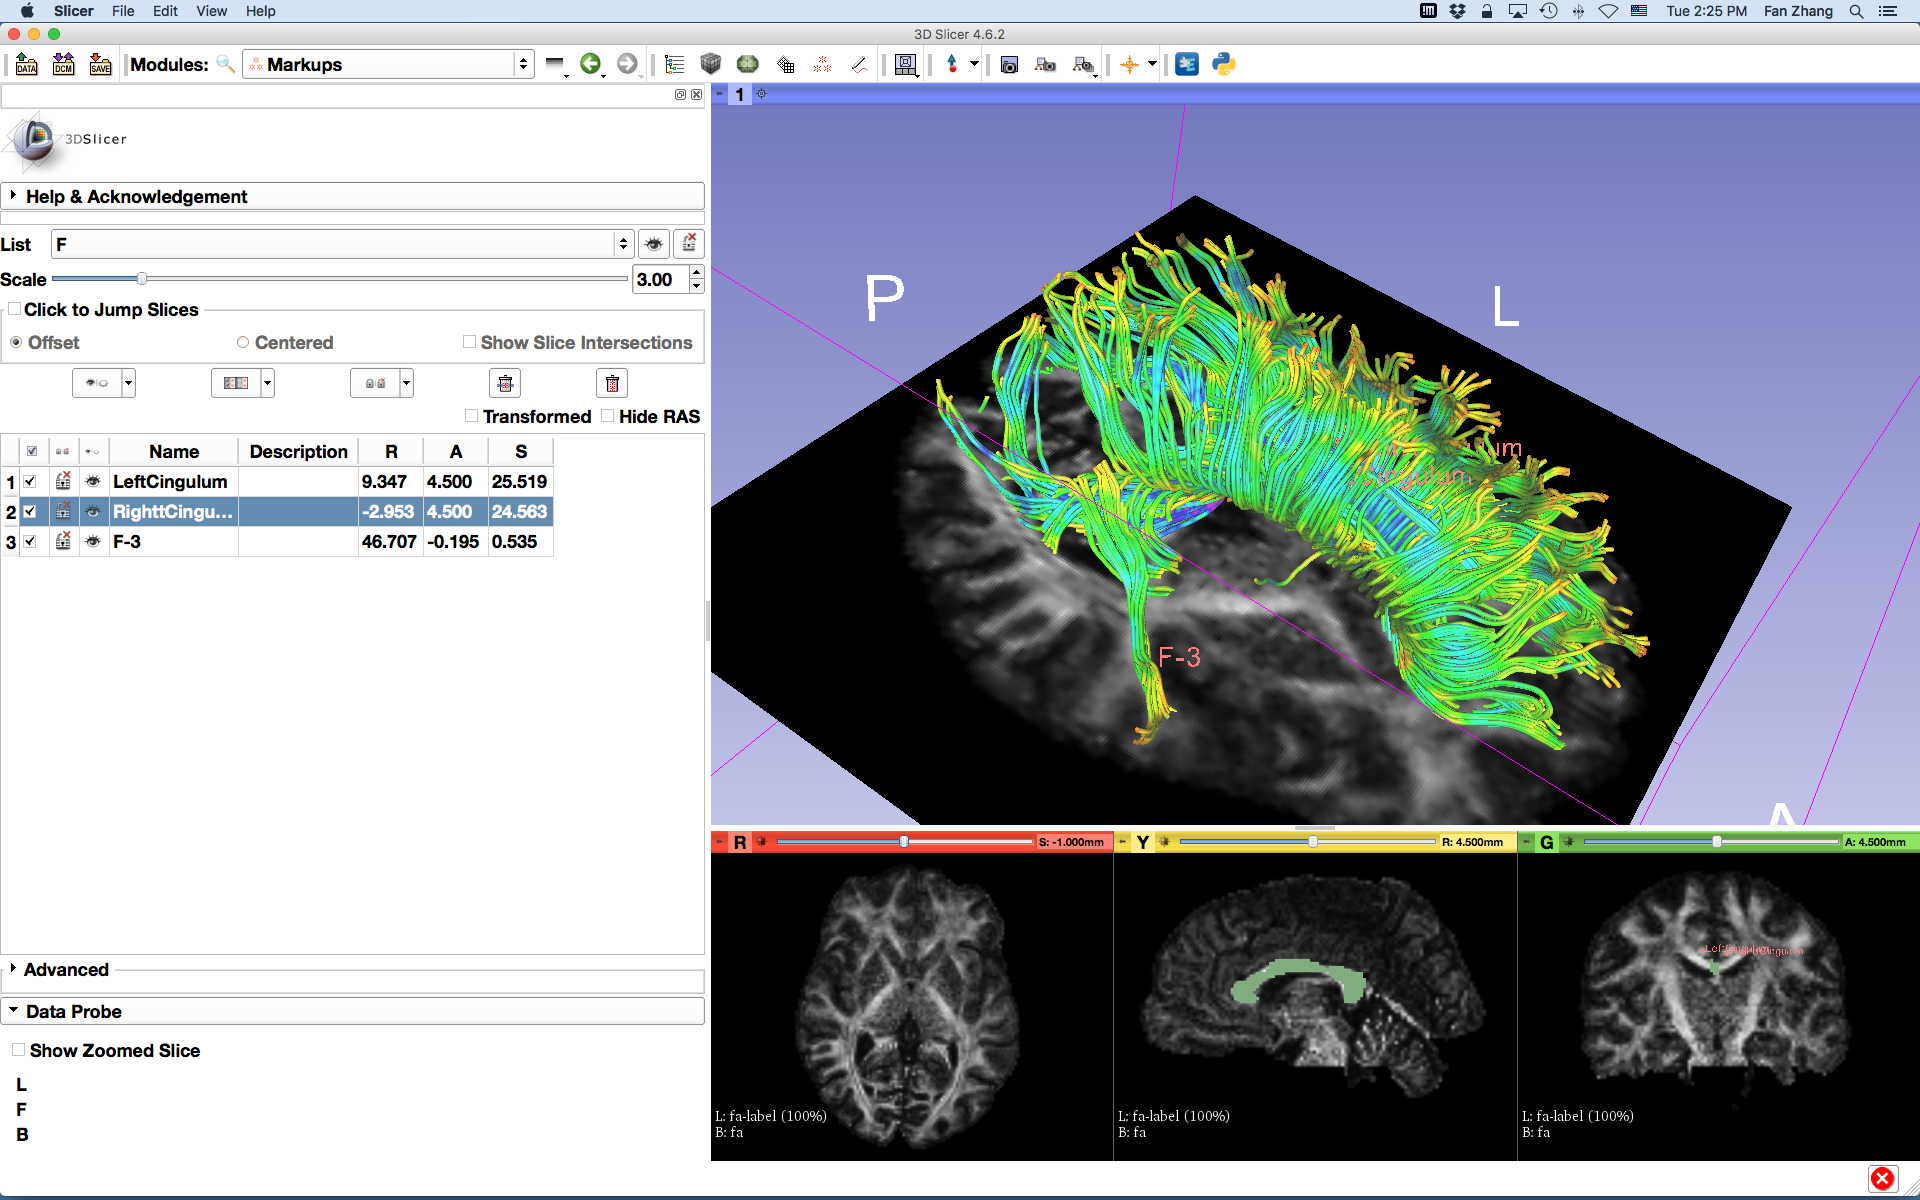 Slicer File Edit View Help Tue 2:25 PM Fan Zhang
3D Slicer 4.6.2
DATA DCM SAVE Modules: Markups
1
3DSlicer
Help & Acknowledgement
List F
Scale 3.00
Click to Jump Slices
Offset Centered Show Slice Intersections
Transformed Hide RAS
Name Description R A S
1 LeftCingulum 9.347 4.500 25.519
2 RighttCingu... -2.953 4.500 24.563
3 F-3 46.707 -0.195 0.535
Advanced
Data Probe
Show Zoomed Slice
L
F
B
P
L
F-3
A
R S: -1.000mm
Y R: 4.500mm
G A: 4.500mm
L: fa-label (100%)
B: fa
L: fa-label (100%)
B: fa
L: fa-label (100%)
B: fa